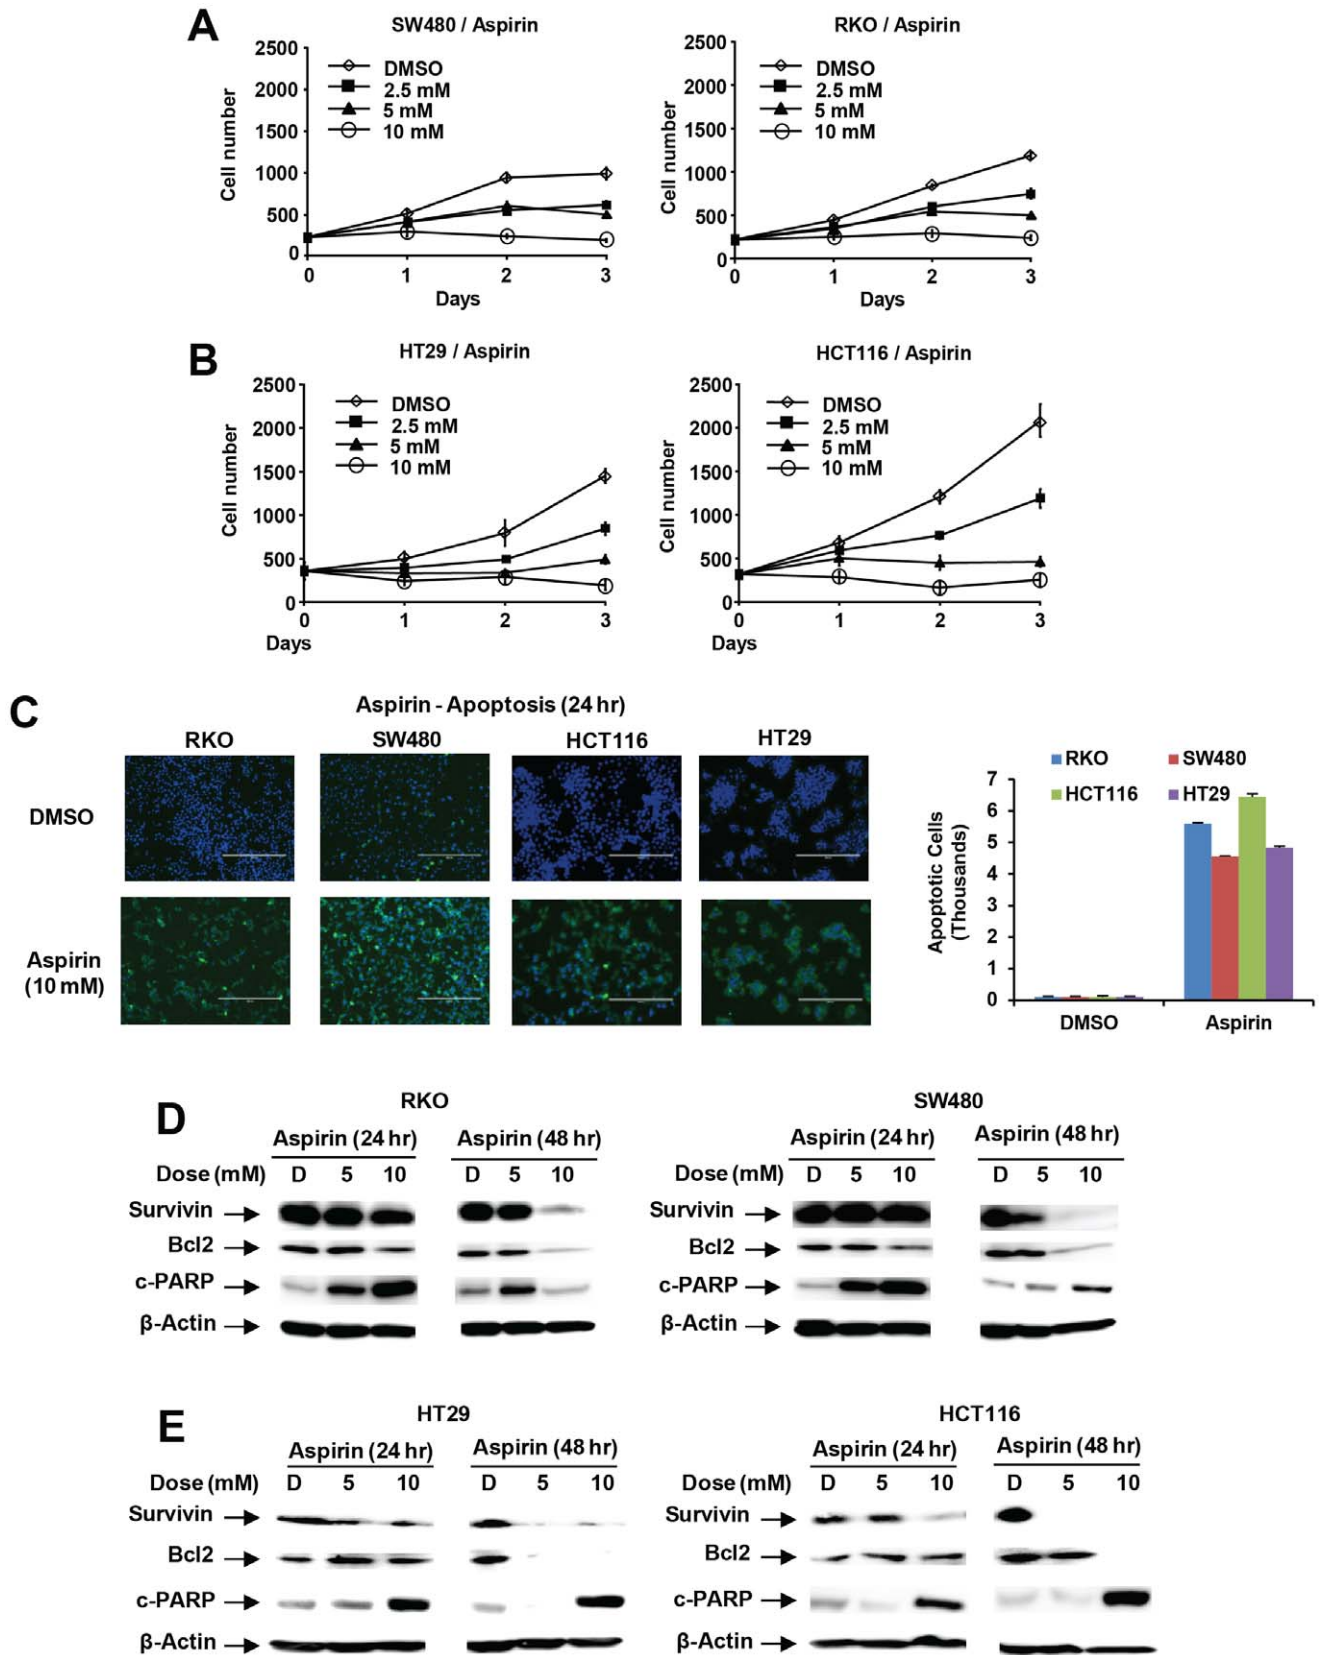 A
SW480 / Aspirin
2500
2000
1500
1000
500
0
Cell number
DMSO
2.5 mM
5 mM
10 mM
0 1 2 3
Days
RKO / Aspirin
2500
2000
1500
1000
500
0
Cell number
DMSO
2.5 mM
5 mM
10 mM
0 1 2 3
Days
B
HT29 / Aspirin
2500
2000
1500
1000
500
0
Cell number
DMSO
2.5 mM
5 mM
10 mM
0 1 2 3
Days
HCT116 / Aspirin
2500
2000
1500
1000
500
0
Cell number
DMSO
2.5 mM
5 mM
10 mM
0 1 2 3
Days
C
Aspirin - Apoptosis (24 hr)
RKO SW480 HCT116 HT29
DMSO
Aspirin
(10 mM)
RKO SW480
HCT116 HT29
7
6
5
4
3
2
1
0
Apoptotic Cells
(Thousands)
DMSO Aspirin
D
RKO
Aspirin (24 hr) Aspirin (48 hr)
Dose (mM) D 5 10 D 5 10
Survivin
Bcl2
c-PARP
β-Actin
SW480
Aspirin (24 hr) Aspirin (48 hr)
Dose (mM) D 5 10 D 5 10
Survivin
Bcl2
c-PARP
β-Actin
E
HT29
Aspirin (24 hr) Aspirin (48 hr)
Dose (mM) D 5 10 D 5 10
Survivin
Bcl2
c-PARP
β-Actin
HCT116
Aspirin (24 hr) Aspirin (48 hr)
Dose (mM) D 5 10 D 5 10
Survivin
Bcl2
c-PARP
β-Actin